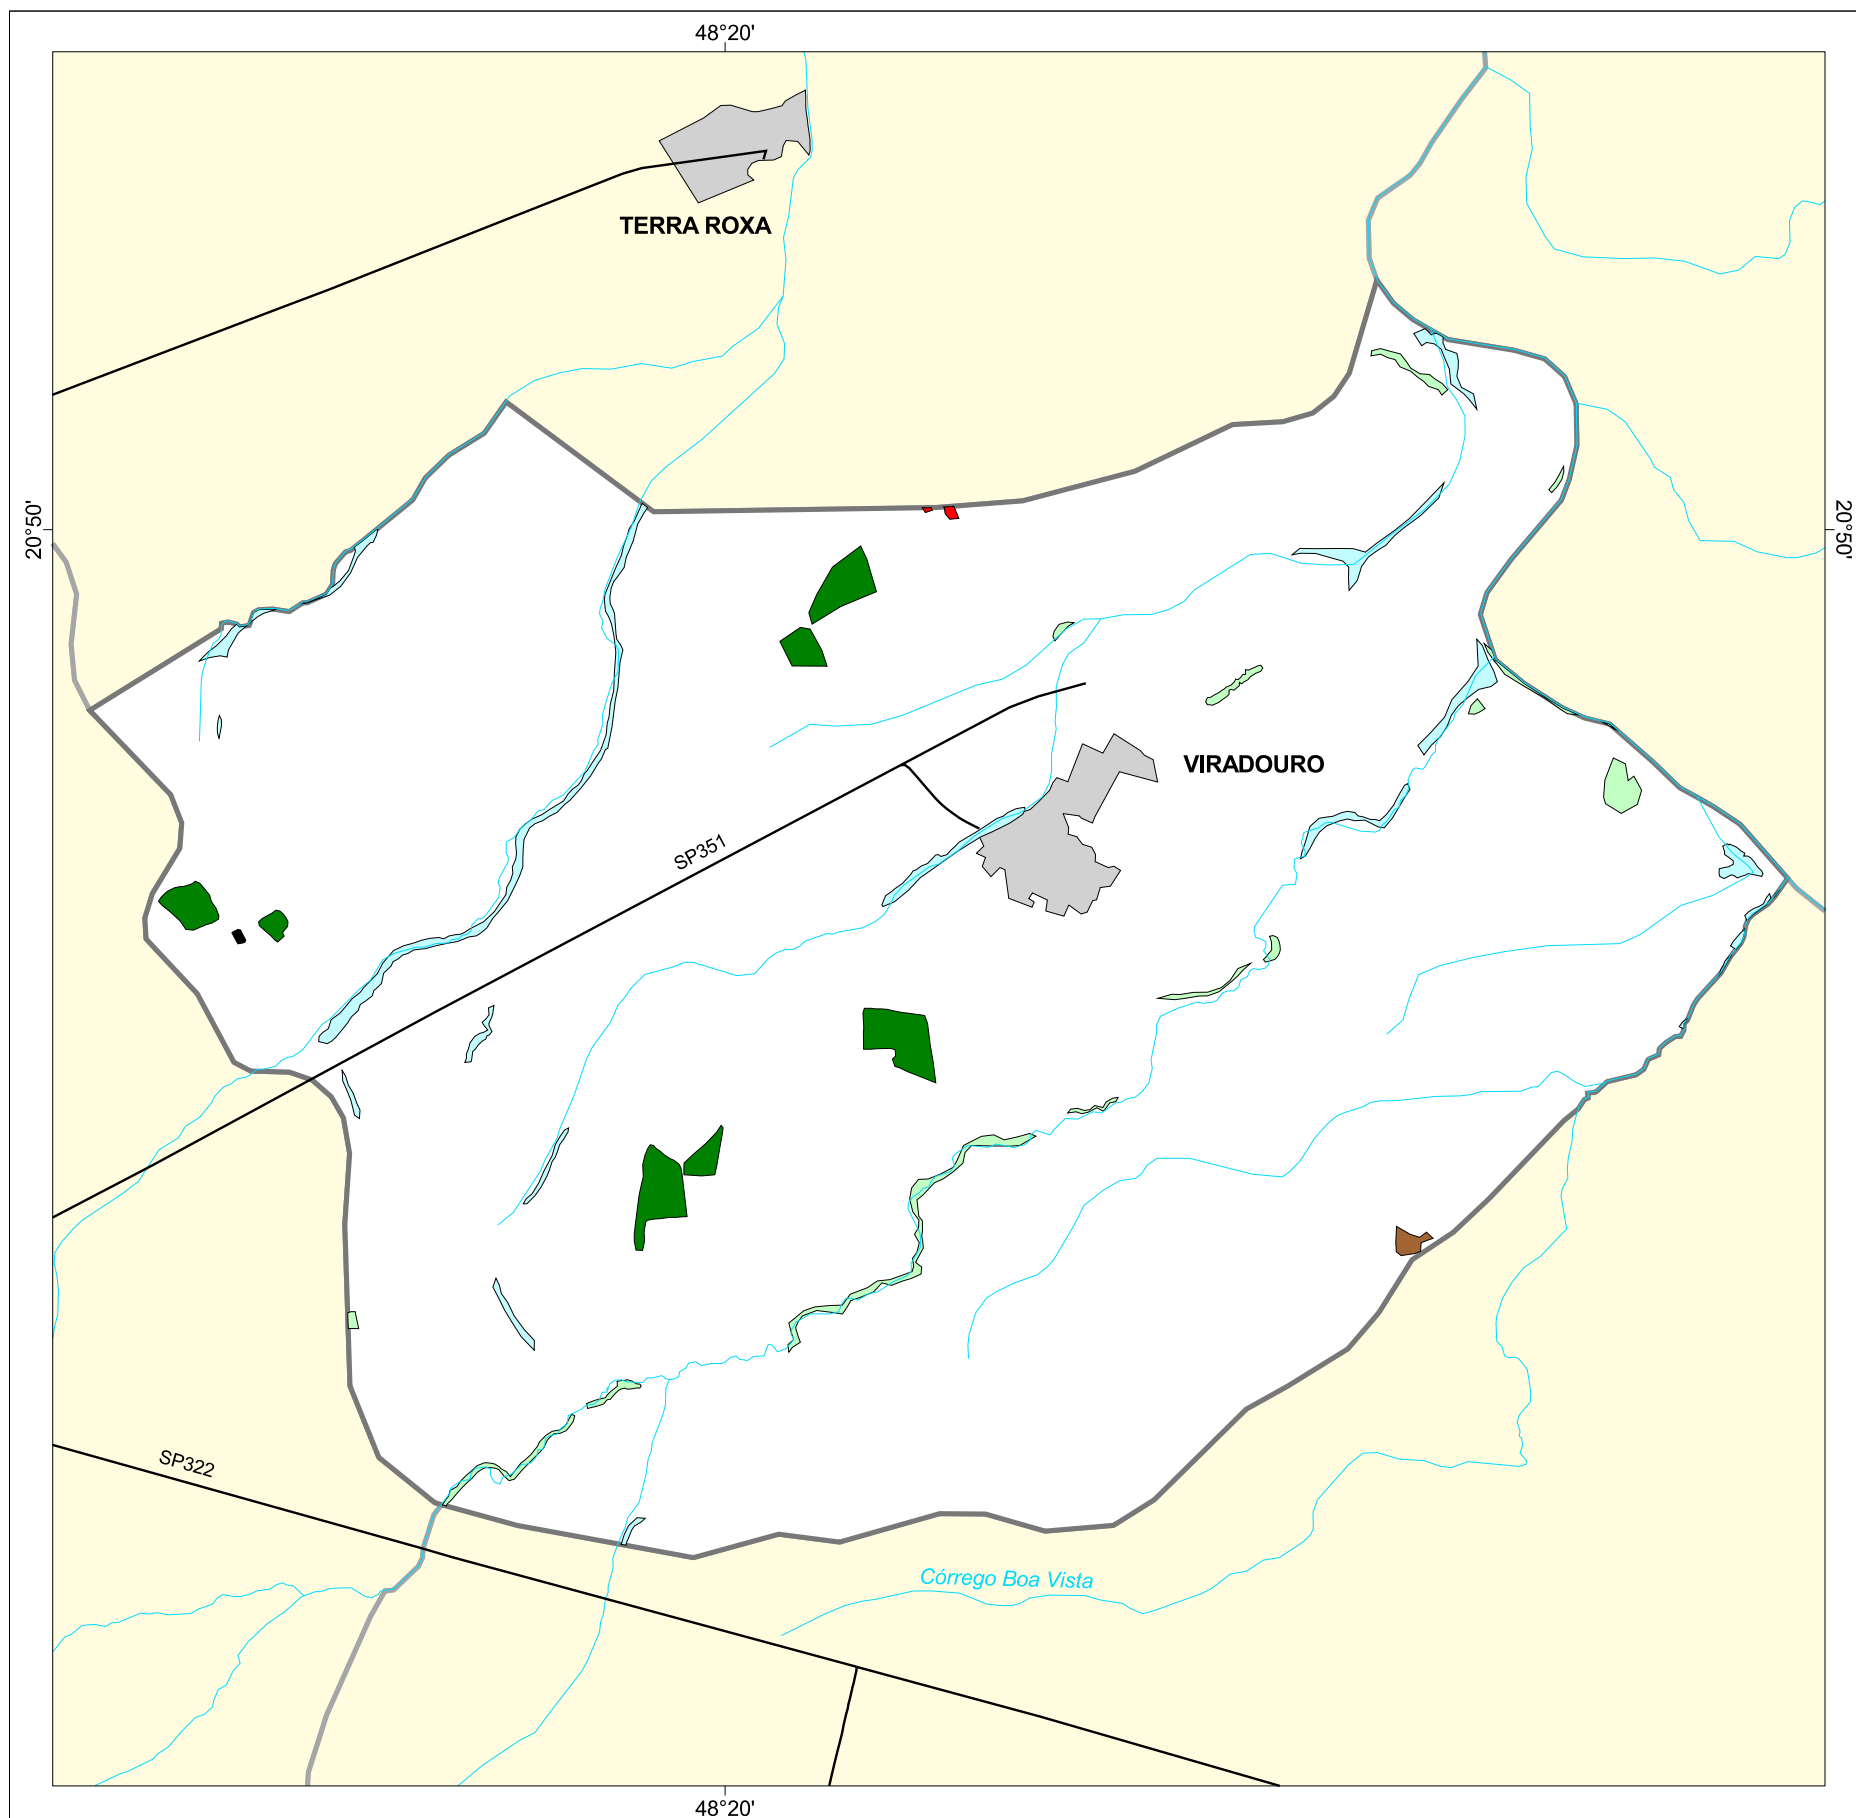 48°20'
TERRA ROXA
20°50'
20°50'
VIRADOURO
SP351
SP322
Córrego Boa Vista
48°20'